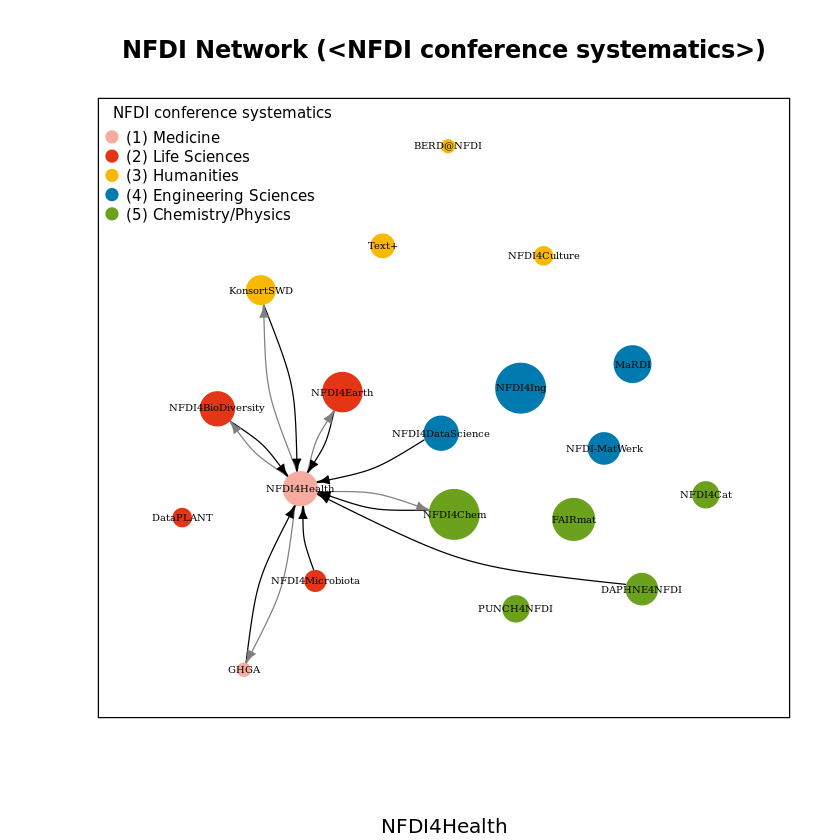 NFDI Network (<NFDI conference systematics>)
NFDI conference systematics
(1) Medicine
(2) Life Sciences
(3) Humanities
(4) Engineering Sciences
(5) Chemistry/Physics
BERD@NFDI
Text+
NFDI4Culture
KonsortSWD
MaRDI
NFDI4Ing
NFDI4Earth
NFDI4BioDiversity
NFDI4DataScience
NFDI-MatWerk
NFDI4Health
NFDI4Cat
NFDI4Chem
DataPLANT
FAIRmat
NFDI4Microbiota
DAPHNE4NFDI
PUNCH4NFDI
GHGA
NFDI4Health